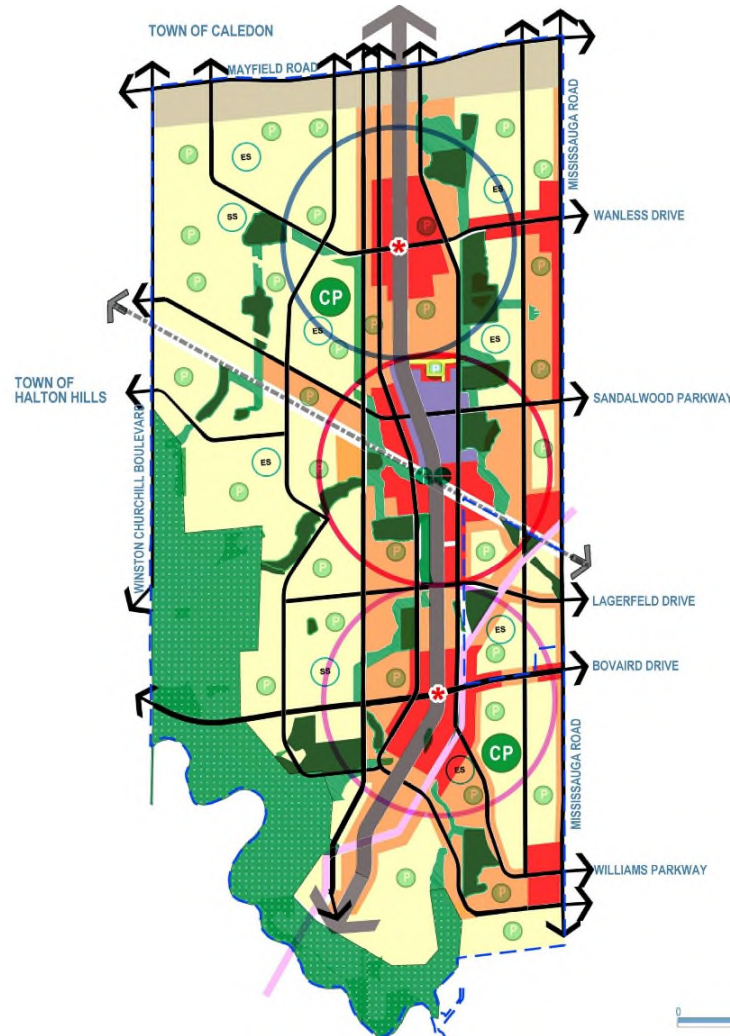 TOWN OF CALEDON
MAYFIELD ROAD
MISSISSAUGA ROAD
P
P
P
P
P
ES
P
ES
P
SS
P
P
WANLESS DRIVE
P
P
CP
P
P
ES
P
ES
P
P
P
TOWN OF
HALTON HILLS
P
SANDALWOOD PARKWAY
WINSTON CHURCHILL BOULEVARD
P
ES
P
P
P
P
P
LAGERFELD DRIVE
ES
P
BOVAIRD DRIVE
SS
P
P
P
CP
ES
P
P
MISSISSAUGA ROAD
WILLIAMS PARKWAY
P
P
P
0